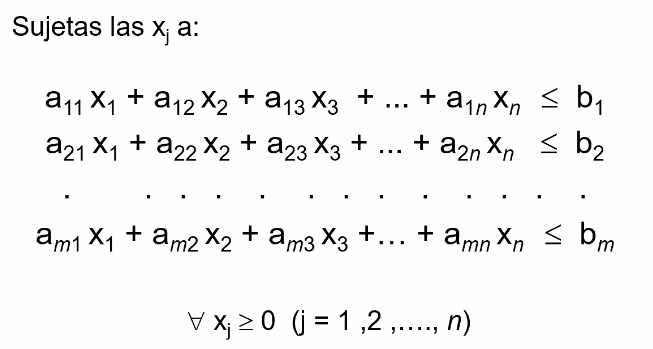 Sujetas las xj a:
a11 x1 + a12 x2 + a13 x3 + ... + a1n xn ≤ b1
a21 x1 + a22 x2 + a23 x3 + ... + a2n xn ≤ b2
. . . . . . . . . . . . .
am1 x1 + am2 x2 + am3 x3 +... + amn xn ≤ bm
∀ xj ≥ 0 (j = 1 ,2 ,...., n)